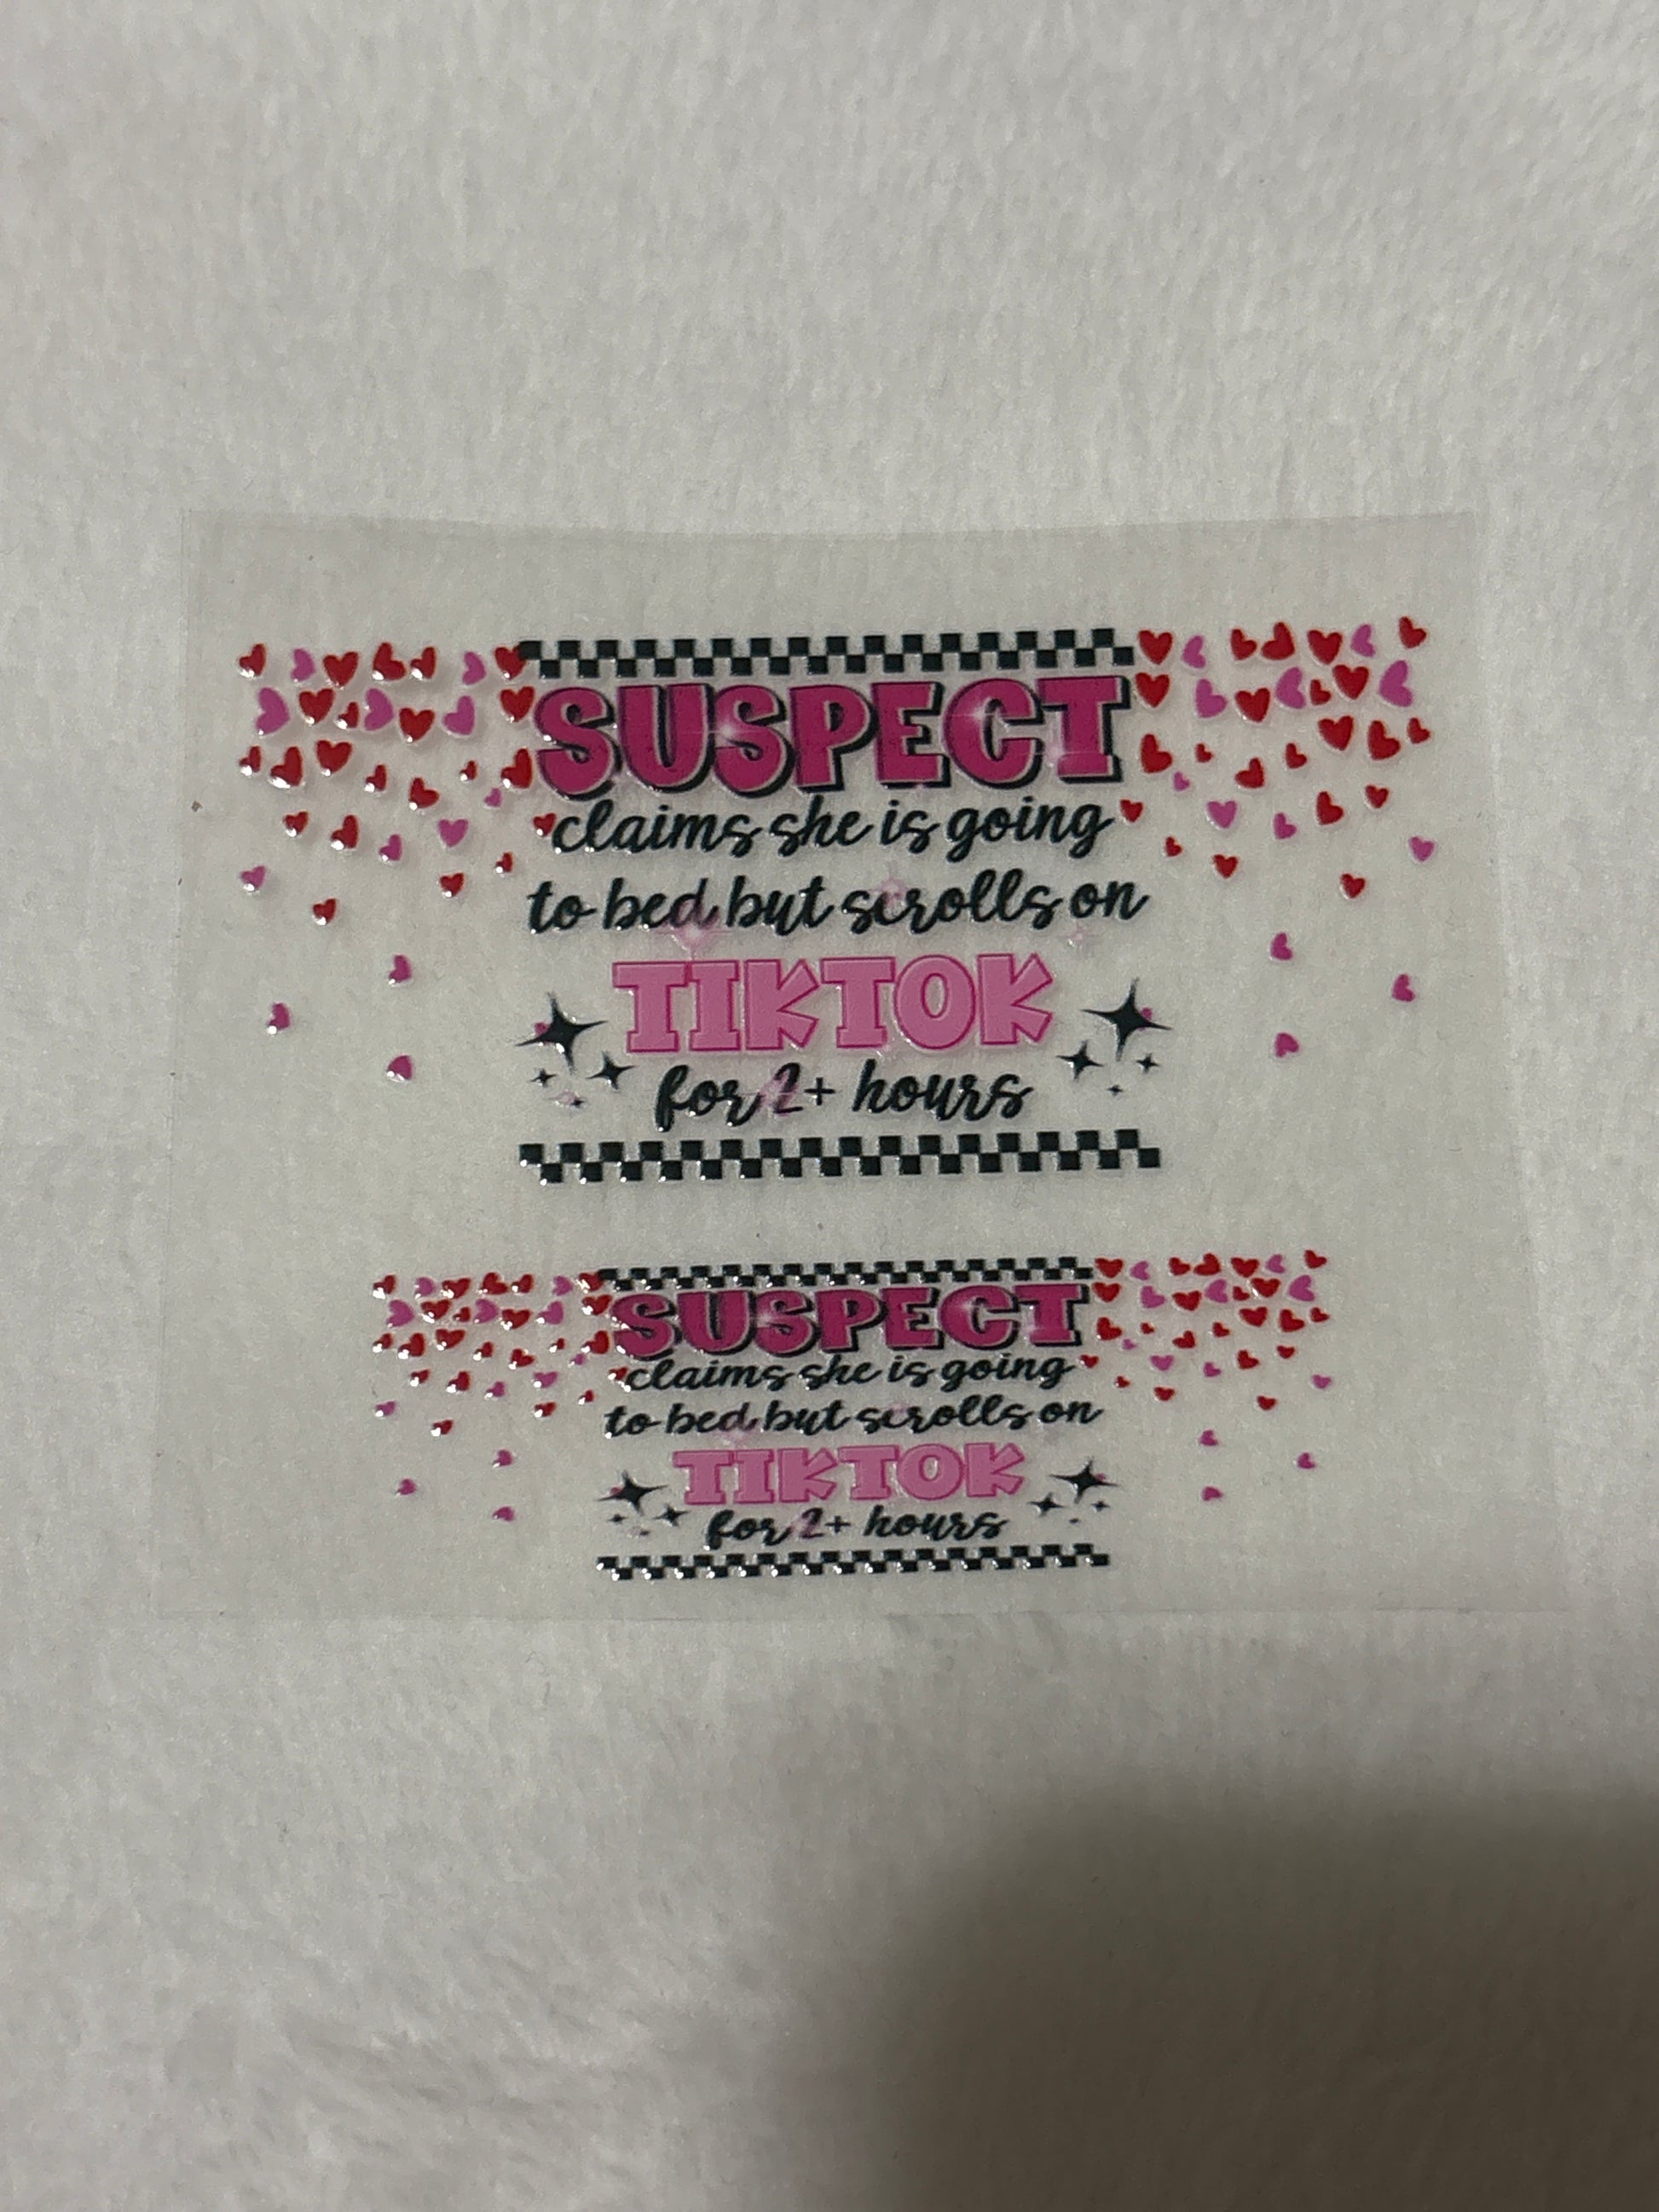 SUSPECT
claims she is going
to bed but scrolls on
TIKTOK
for 2+ hours
SUSPECT
claims she is going
to bed but scrolls on
TIKTOK
for 2+ hours